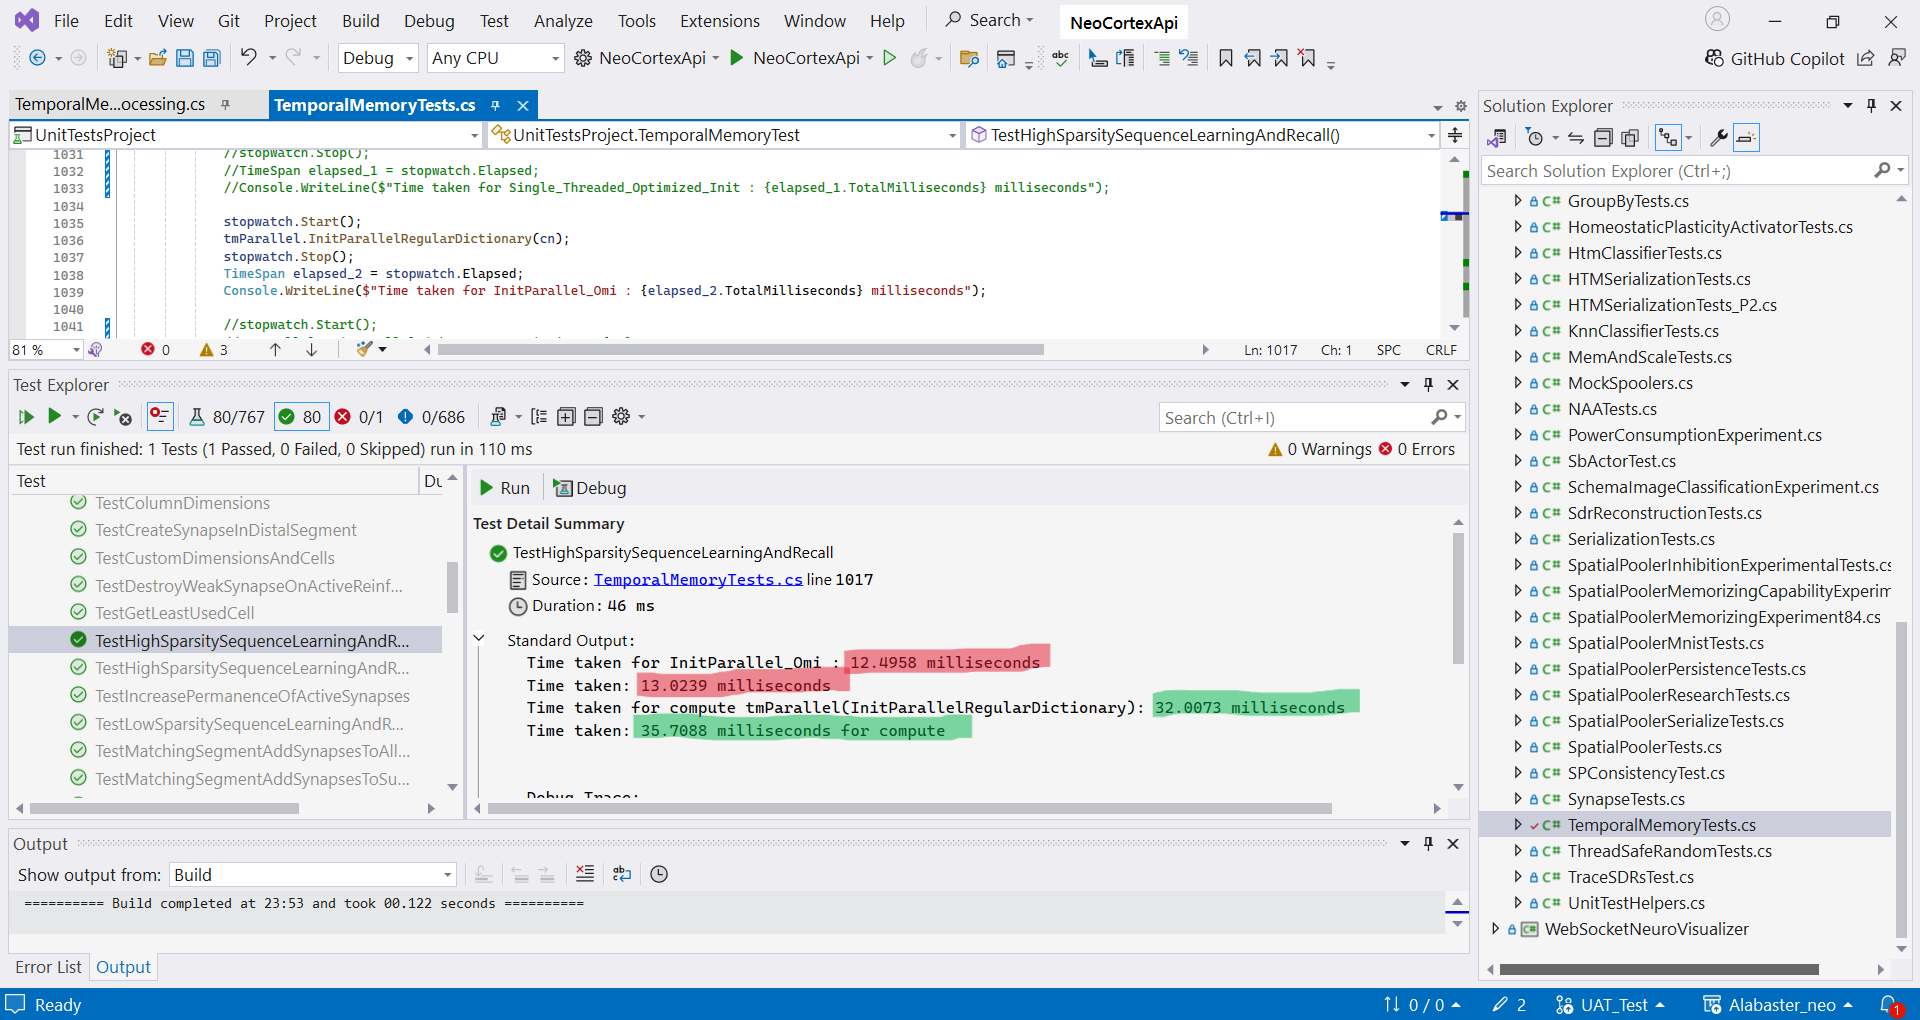 File Edit View Git Project Build Debug Test Analyze Tools Extensions Window Help Search NeoCortexApi
Debug Any CPU NeoCortexApi NeoCortexApi GitHub Copilot
TemporalMe...ocessing.cs TemporalMemoryTests.cs
UnitTestsProject UnitTestsProject.TemporalMemoryTest TestHighSparsitySequenceLearningAndRecall()
1031 //stopwatch.Stop();
1032 //TimeSpan elapsed_1 = stopwatch.Elapsed;
1033 //Console.WriteLine($"Time taken for Single_Threaded_Optimized_Init : {elapsed_1.TotalMilliseconds} milliseconds");
1034
1035 stopwatch.Start();
1036 tmParallel.InitParallelRegularDictionary(cn);
1037 stopwatch.Stop();
1038 TimeSpan elapsed_2 = stopwatch.Elapsed;
1039 Console.WriteLine($"Time taken for InitParallel_Omi : {elapsed_2.TotalMilliseconds} milliseconds");
1040
1041 //stopwatch.Start();
81 % 0 3 Ln: 1017 Ch: 1 SPC CRLF
Test Explorer
80/767 80 0/1 0/686 Search (Ctrl+I)
Test run finished: 1 Tests (1 Passed, 0 Failed, 0 Skipped) run in 110 ms 0 Warnings 0 Errors
Test Du
TestColumnDimensions
TestCreateSynapseInDistalSegment
TestCustomDimensionsAndCells
TestDestroyWeakSynapseOnActiveReinf...
TestGetLeastUsedCell
TestHighSparsitySequenceLearningAndR...
TestHighSparsitySequenceLearningAndR...
TestIncreasePermanenceOfActiveSynapses
TestLowSparsitySequenceLearningAndR...
TestMatchingSegmentAddSynapsesToAll...
TestMatchingSegmentAddSynapsesToSu...
Run Debug
Test Detail Summary
TestHighSparsitySequenceLearningAndRecall
Source: TemporalMemoryTests.cs line 1017
Duration: 46 ms
Standard Output:
Time taken for InitParallel_Omi : 12.4958 milliseconds
Time taken: 13.0239 milliseconds
Time taken for compute tmParallel(InitParallelRegularDictionary): 32.0073 milliseconds
Time taken: 35.7088 milliseconds for compute
Debug Trace:
Output
Show output from: Build
========== Build completed at 23:53 and took 00.122 seconds ==========
Error List Output
Solution Explorer
Search Solution Explorer (Ctrl+;)
C# GroupByTests.cs
C# HomeostaticPlasticityActivatorTests.cs
C# HtmClassifierTests.cs
C# HTMSerializationTests.cs
C# HTMSerializationTests_P2.cs
C# KnnClassifierTests.cs
C# MemAndScaleTests.cs
C# MockSpoolers.cs
C# NAATests.cs
C# PowerConsumptionExperiment.cs
C# SbActorTest.cs
C# SchemaImageClassificationExperiment.cs
C# SdrReconstructionTests.cs
C# SerializationTests.cs
C# SpatialPoolerInhibitionExperimentalTests.cs
C# SpatialPoolerMemorizingCapabilityExperim
C# SpatialPoolerMemorizingExperiment84.cs
C# SpatialPoolerMnistTests.cs
C# SpatialPoolerPersistenceTests.cs
C# SpatialPoolerResearchTests.cs
C# SpatialPoolerSerializeTests.cs
C# SpatialPoolerTests.cs
C# SPConsistencyTest.cs
C# SynapseTests.cs
C# TemporalMemoryTests.cs
C# ThreadSafeRandomTests.cs
C# TraceSDRsTest.cs
C# UnitTestHelpers.cs
C# WebSocketNeuroVisualizer
Ready 0 / 0 2 UAT_Test Alabaster_neo 1